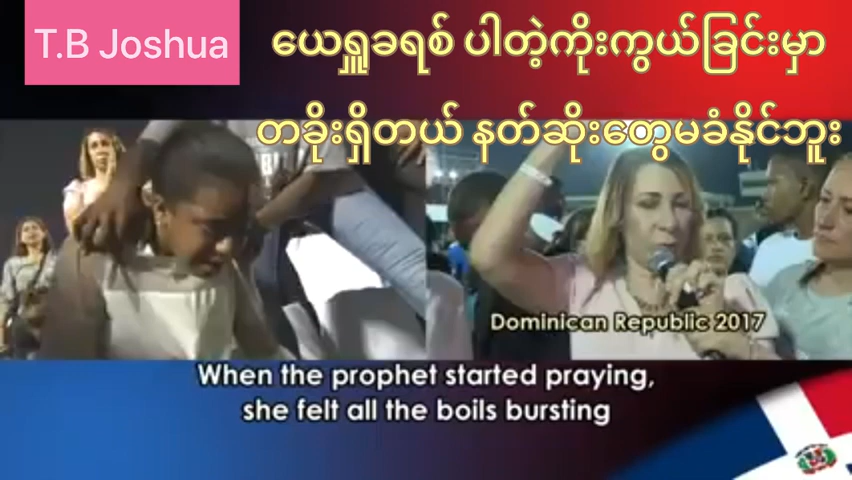 T.B Joshua
ယေရှူခရစ် ပါတဲ့ကိုးကွယ်ခြင်းမှာ
တခိုးရှိတယ် နတ်ဆိုးတွေမခံနိုင်ဘူး
Dominican Republic 2017
When the prophet started praying,
she felt all the boils bursting